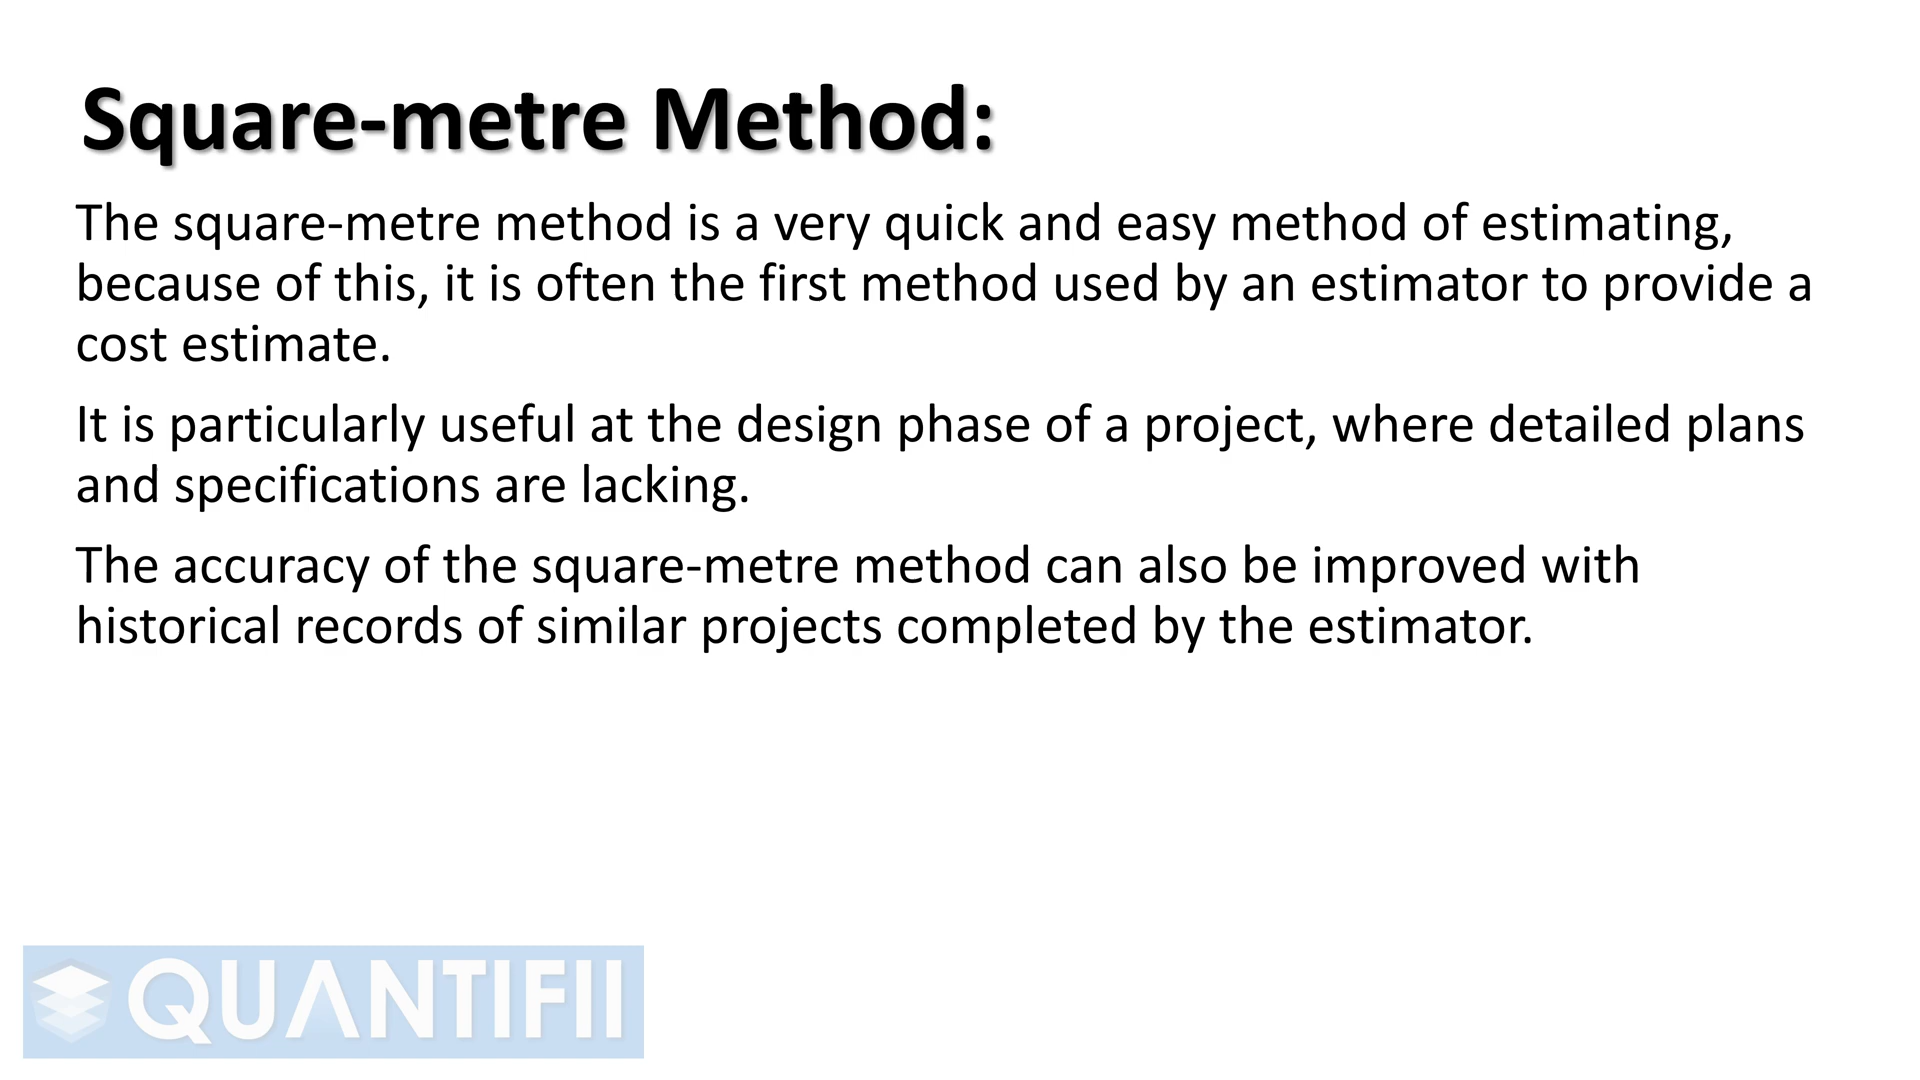 Square-metre Method:
The square-metre method is a very quick and easy method of estimating,
because of this, it is often the first method used by an estimator to provide a
cost estimate.
It is particularly useful at the design phase of a project, where detailed plans
and specifications are lacking.
The accuracy of the square-metre method can also be improved with
historical records of similar projects completed by the estimator.
QUANTIFII